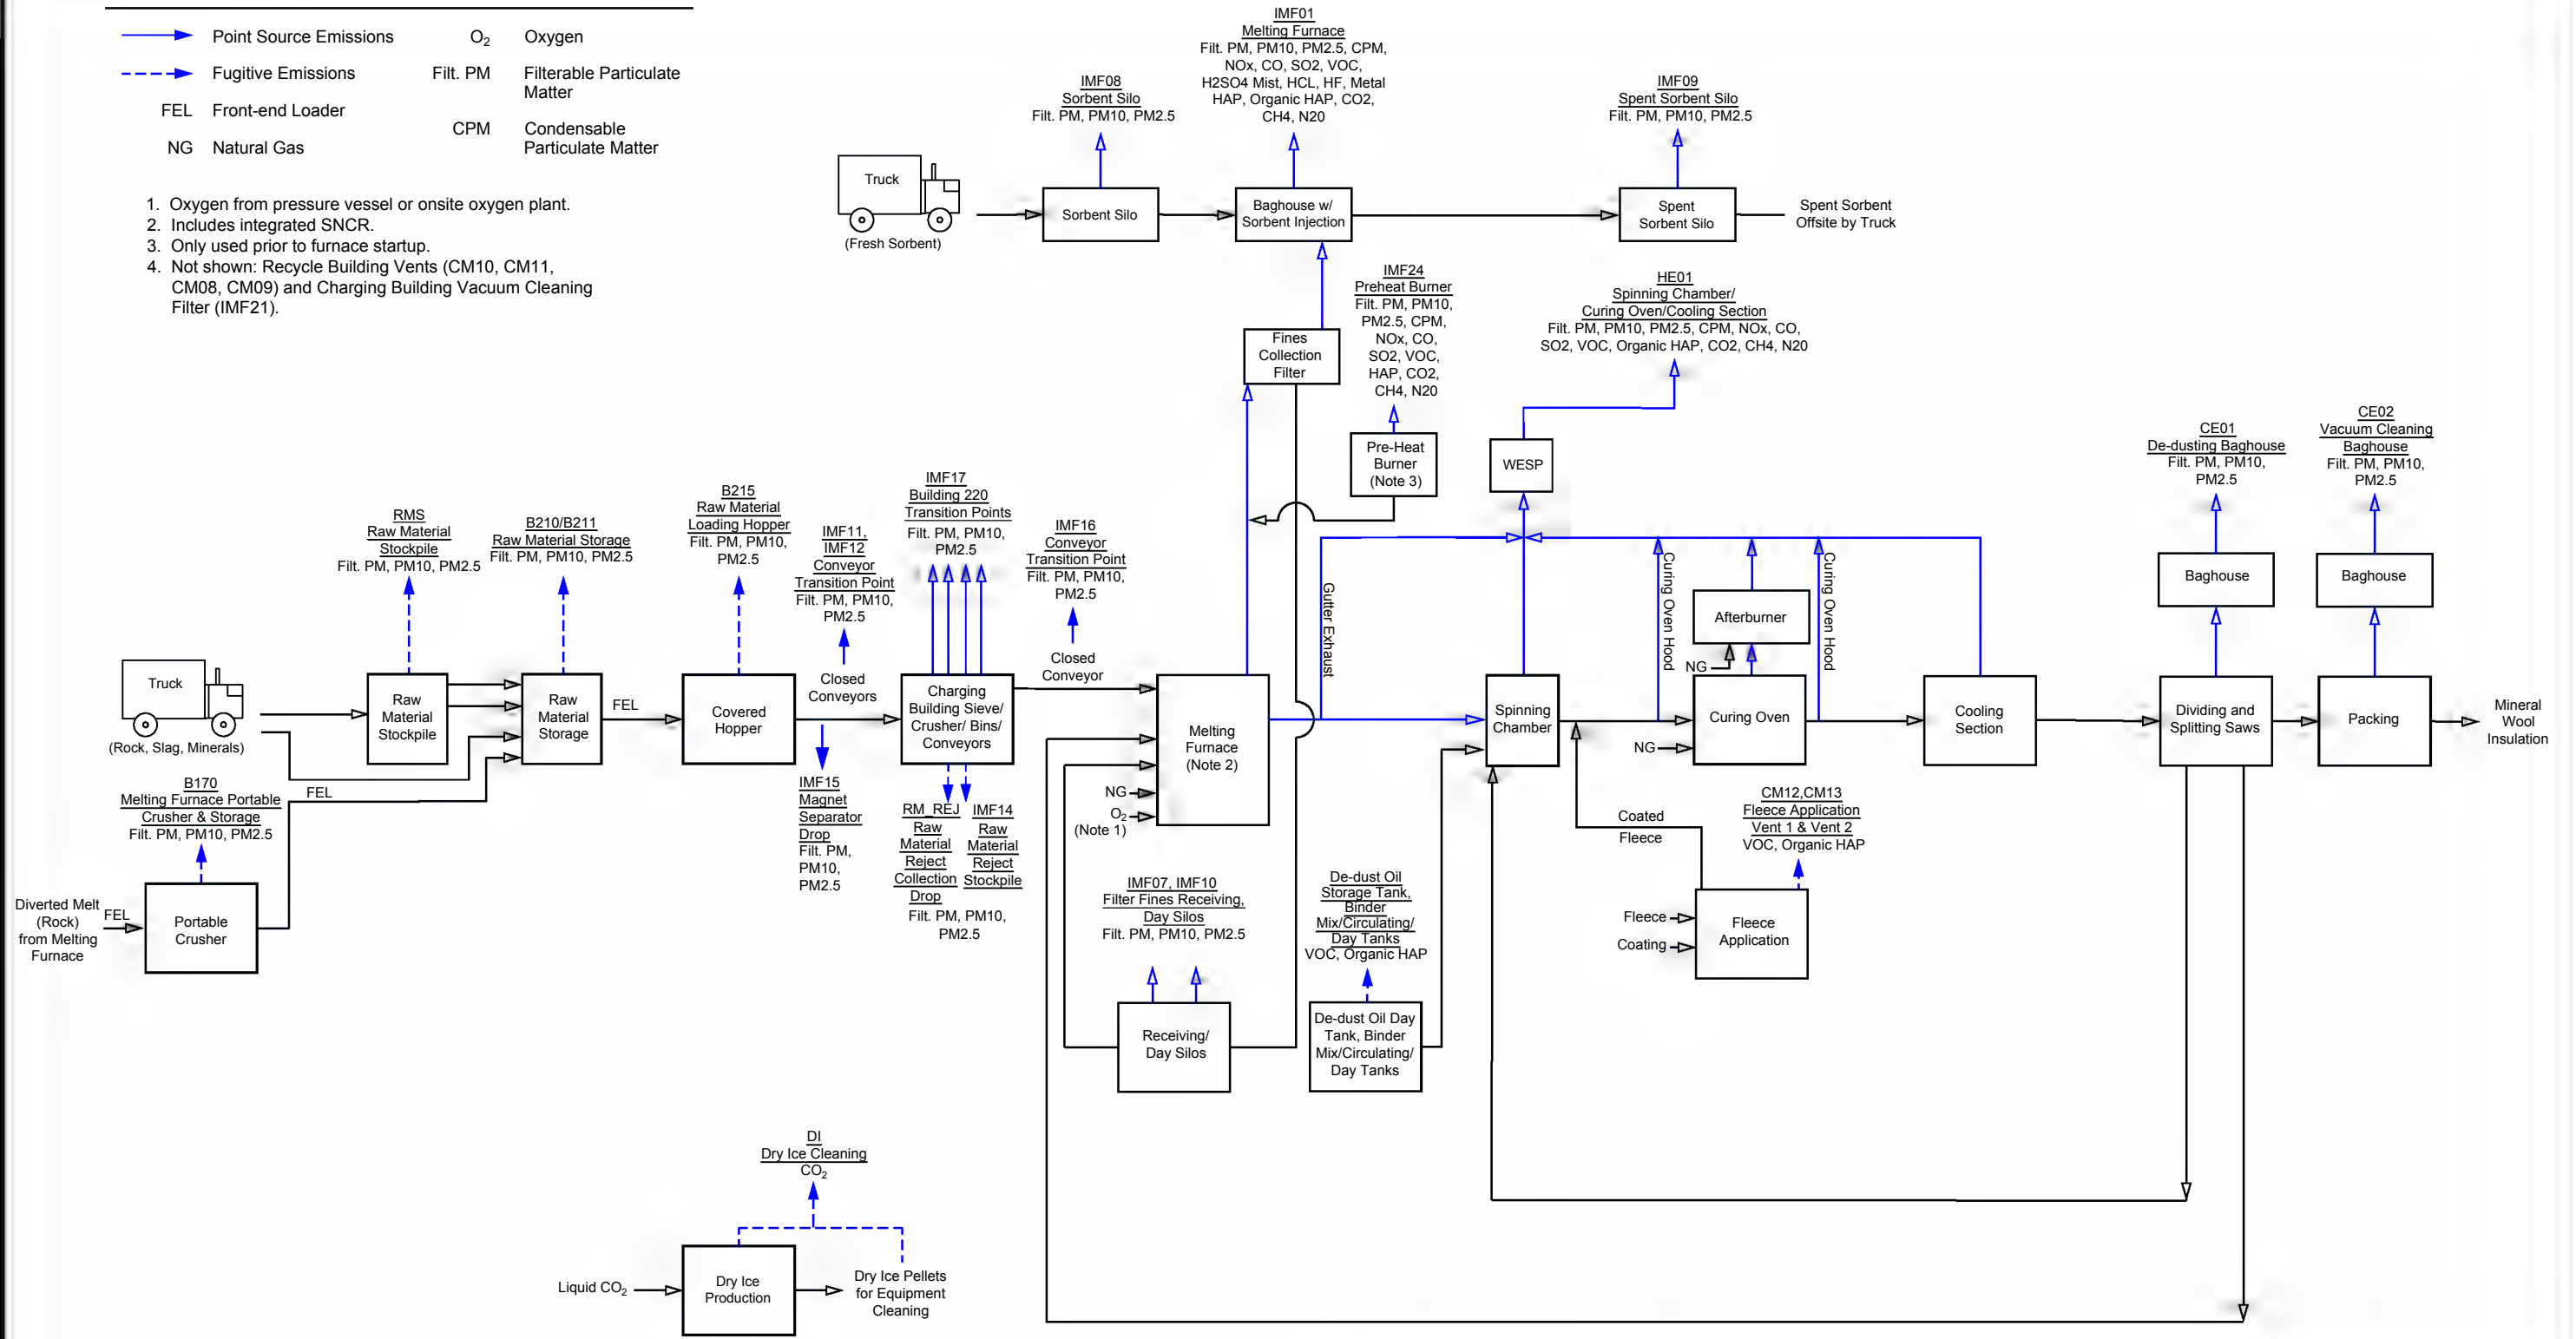 Point Source Emissions
O2 Oxygen
Fugitive Emissions
Filt. PM Filterable Particulate
Matter
FEL Front-end Loader
CPM Condensable
Particulate Matter
NG Natural Gas
1. Oxygen from pressure vessel or onsite oxygen plant.
2. Includes integrated SNCR.
3. Only used prior to furnace startup.
4. Not shown: Recycle Building Vents (CM10, CM11,
CM08, CM09) and Charging Building Vacuum Cleaning
Filter (IMF21).
IMF08
Sorbent Silo
Filt. PM, PM10, PM2.5
IMF01
Melting Furnace
Filt. PM, PM10, PM2.5, CPM,
NOx, CO, SO2, VOC,
H2SO4 Mist, HCL, HF, Metal
HAP, Organic HAP, CO2,
CH4, N20
IMF09
Spent Sorbent Silo
Filt. PM, PM10, PM2.5
Truck
(Fresh Sorbent)
Sorbent Silo
Baghouse w/
Sorbent Injection
Spent
Sorbent Silo
Spent Sorbent
Offsite by Truck
IMF24
Preheat Burner
Filt. PM, PM10,
PM2.5, CPM,
NOx, CO,
SO2, VOC,
HAP, CO2,
CH4, N20
HE01
Spinning Chamber/
Curing Oven/Cooling Section
Filt. PM, PM10, PM2.5, CPM, NOx, CO,
SO2, VOC, Organic HAP, CO2, CH4, N20
Fines
Collection
Filter
Pre-Heat
Burner
(Note 3)
WESP
CE01
De-dusting Baghouse
Filt. PM, PM10,
PM2.5
CE02
Vacuum Cleaning
Baghouse
Filt. PM, PM10,
PM2.5
Baghouse
Baghouse
RMS
Raw Material
Stockpile
Filt. PM, PM10, PM2.5
B210/B211
Raw Material Storage
Filt. PM, PM10, PM2.5
B215
Raw Material
Loading Hopper
Filt. PM, PM10,
PM2.5
IMF11,
IMF12
Conveyor
Transition Point
Filt. PM, PM10,
PM2.5
IMF17
Building 220
Transition Points
Filt. PM, PM10,
PM2.5
IMF16
Conveyor
Transition Point
Filt. PM, PM10,
PM2.5
Truck
(Rock, Slag, Minerals)
Raw
Material
Stockpile
Raw
Material
Storage
FEL
Covered
Hopper
Closed
Conveyors
Charging
Building Sieve/
Crusher/ Bins/
Conveyors
Closed
Conveyor
Melting
Furnace
(Note 2)
NG
O2
(Note 1)
Gutter Exhaust
Spinning
Chamber
Curing Oven Hood
Afterburner
NG
Curing Oven Hood
Curing Oven
NG
Cooling
Section
Dividing and
Splitting Saws
Packing
Mineral
Wool
Insulation
B170
Melting Furnace Portable
Crusher & Storage
Filt. PM, PM10, PM2.5
FEL
Diverted Melt
(Rock)
from Melting
Furnace
FEL
Portable
Crusher
IMF15
Magnet
Separator
Drop
Filt. PM,
PM10,
PM2.5
RM_REJ
Raw
Material
Reject
Collection
Drop
IMF14
Raw
Material
Reject
Stockpile
Filt. PM, PM10,
PM2.5
IMF07, IMF10
Filter Fines Receiving,
Day Silos
Filt. PM, PM10, PM2.5
Receiving/
Day Silos
De-dust Oil
Storage Tank,
Binder
Mix/Circulating/
Day Tanks
VOC, Organic HAP
De-dust Oil Day
Tank, Binder
Mix/Circulating/
Day Tanks
Coated
Fleece
CM12,CM13
Fleece Application
Vent 1 & Vent 2
VOC, Organic HAP
Fleece
Coating
Fleece
Application
DI
Dry Ice Cleaning
CO2
Liquid CO2
Dry Ice
Production
Dry Ice Pellets
for Equipment
Cleaning